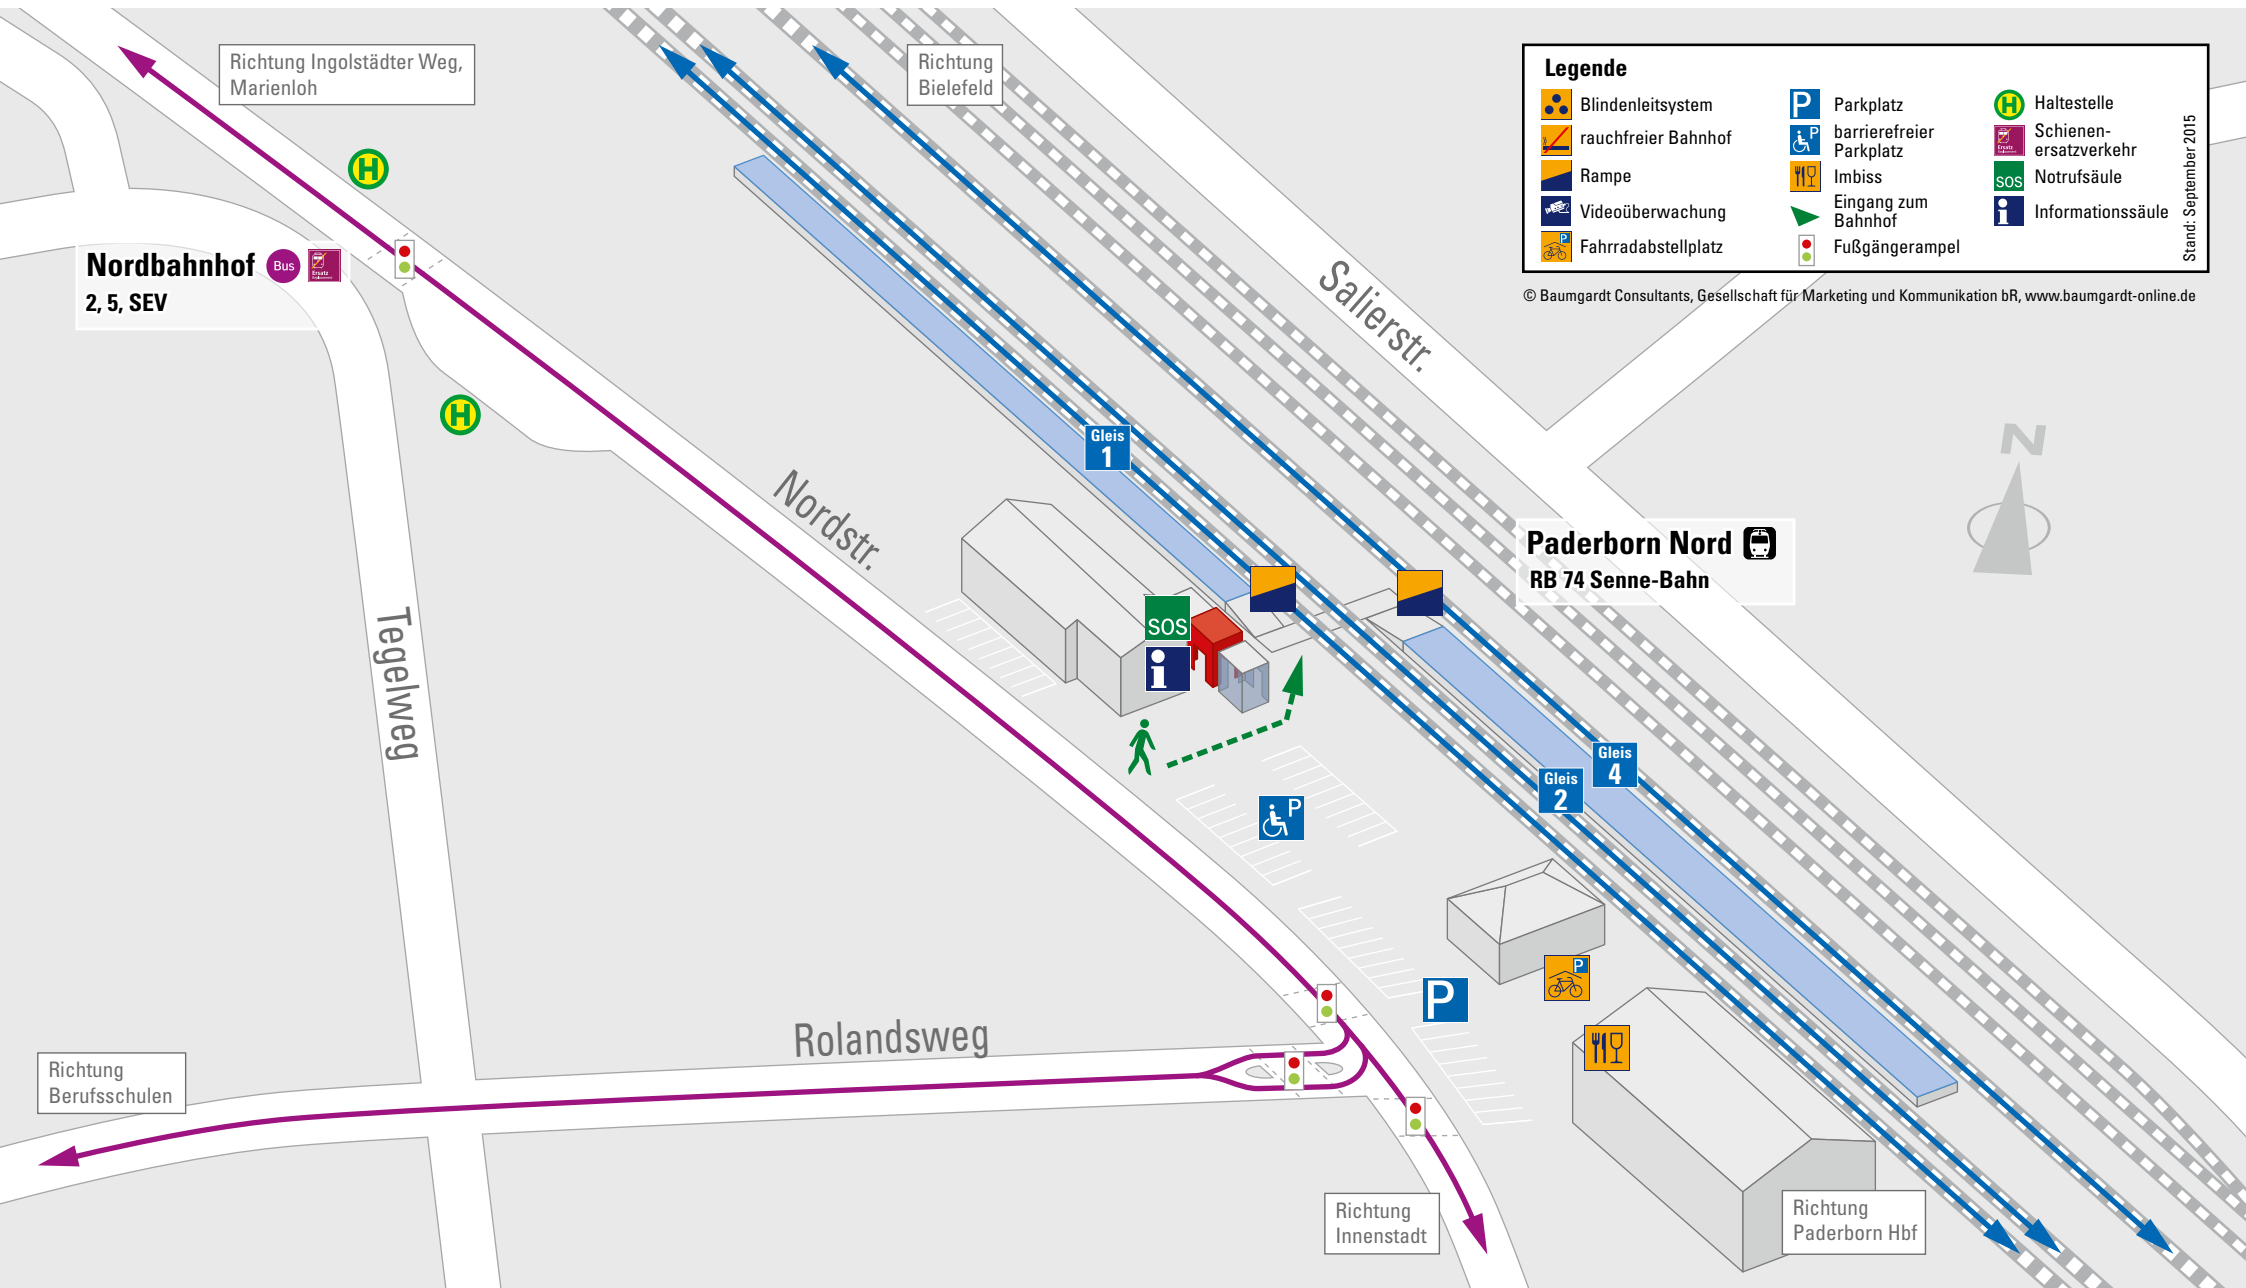 Richtung Ingolstädter Weg,
Marienloh
Richtung
Bielefeld
Legende
Blindenleitsystem
rauchfreier Bahnhof
Rampe
Videoüberwachung
P
Fahrradabstellplatz
P
Parkplatz
P
barrierefreier
Parkplatz
Imbiss
Eingang zum
Bahnhof
Fußgängerampel
H
Haltestelle
Ersatz
Schienen-
ersatzverkehr
SOS
Notrufsäule
i
Informationssäule
Stand: September 2015
© Baumgardt Consultants, Gesellschaft für Marketing und Kommunikation bR, www.baumgardt-online.de
H
Nordbahnhof
Bus
Ersatz
2, 5, SEV
H
Salierstr.
Gleis
1
N
Nordstr.
Paderborn Nord
RB 74 Senne-Bahn
SOS
i
Tegelweg
Gleis
4
Gleis
2
P
P
P
Rolandsweg
Richtung
Berufsschulen
Richtung
Innenstadt
Richtung
Paderborn Hbf